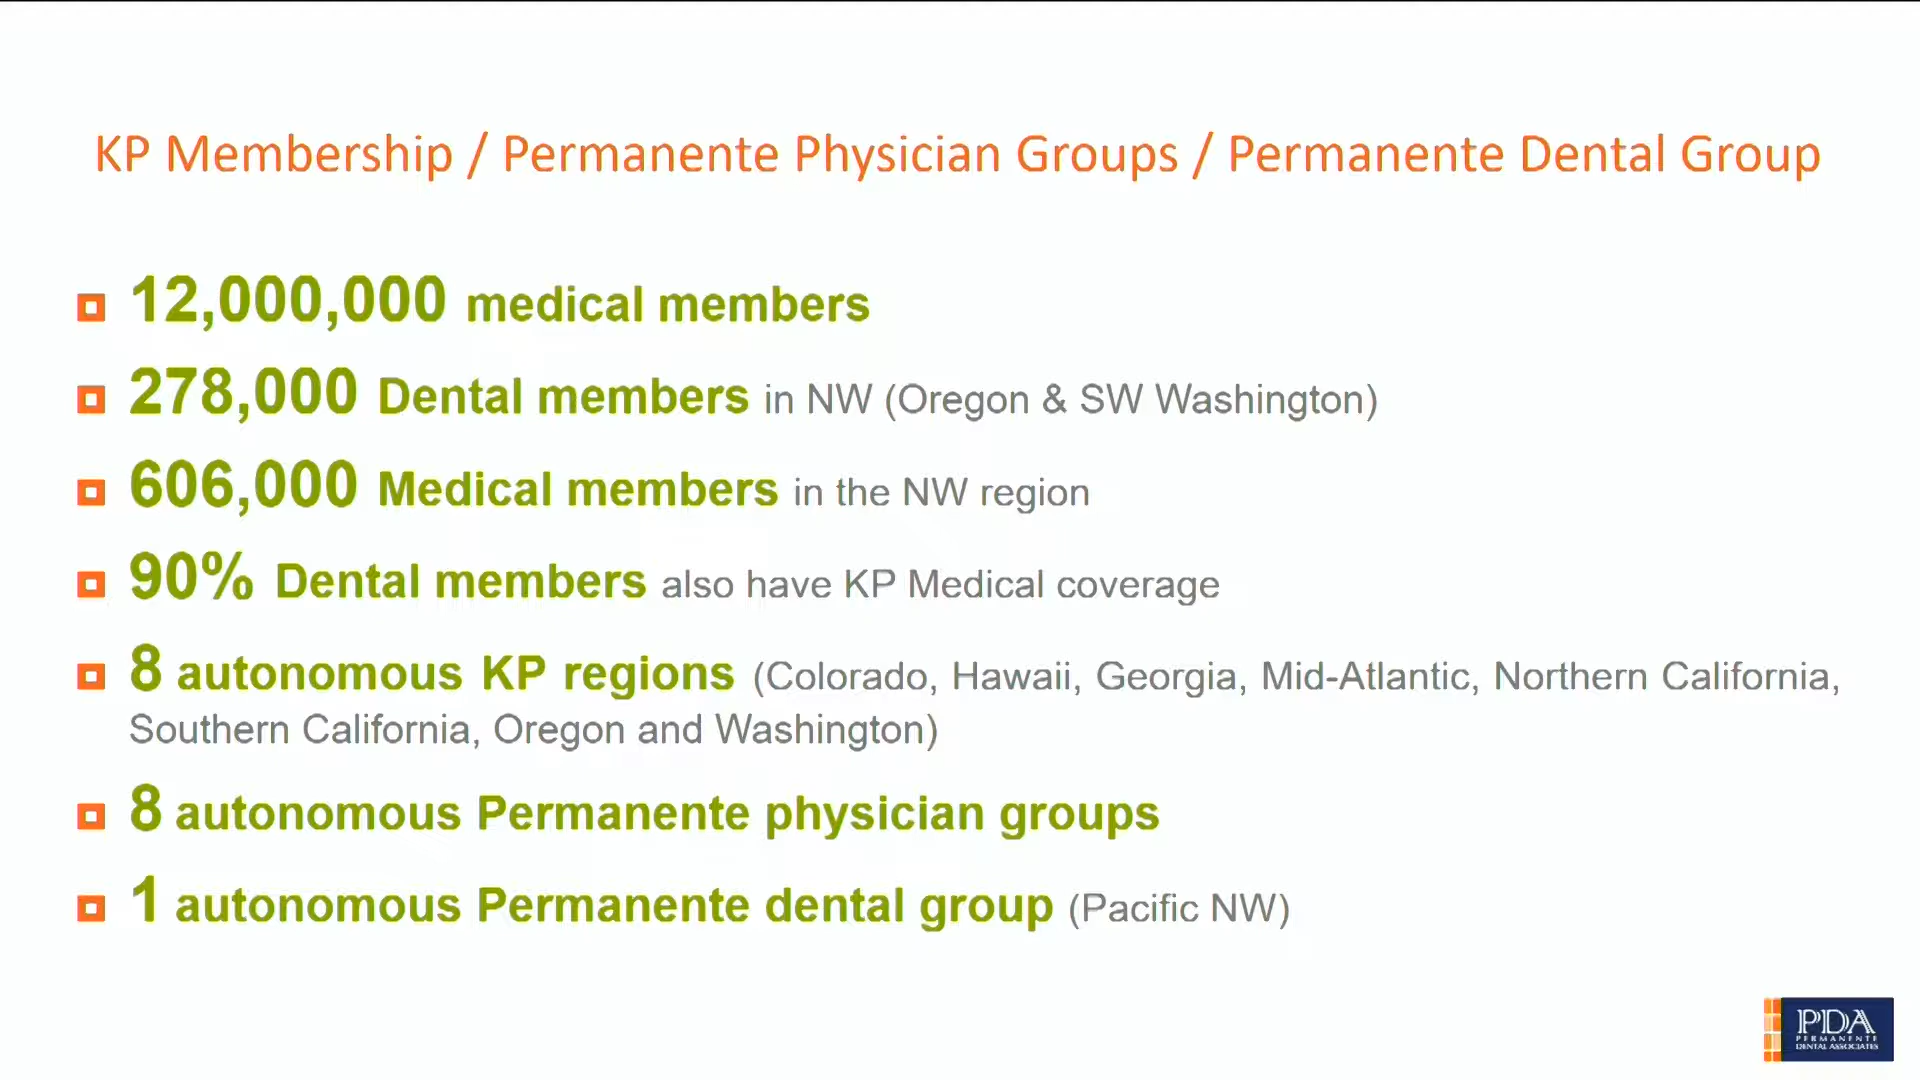 KP Membership / Permanente Physician Groups / Permanente Dental Group
12,000,000 medical members
278,000 Dental members in NW (Oregon & SW Washington)
606,000 Medical members in the NW region
90% Dental members also have KP Medical coverage
8 autonomous KP regions (Colorado, Hawaii, Georgia, Mid-Atlantic, Northern California,
Southern California, Oregon and Washington)
8 autonomous Permanente physician groups
1 autonomous Permanente dental group (Pacific NW)
PDA
PERMANENTE
DENTAL ASSOCIATES